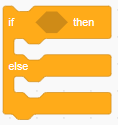 if then
else